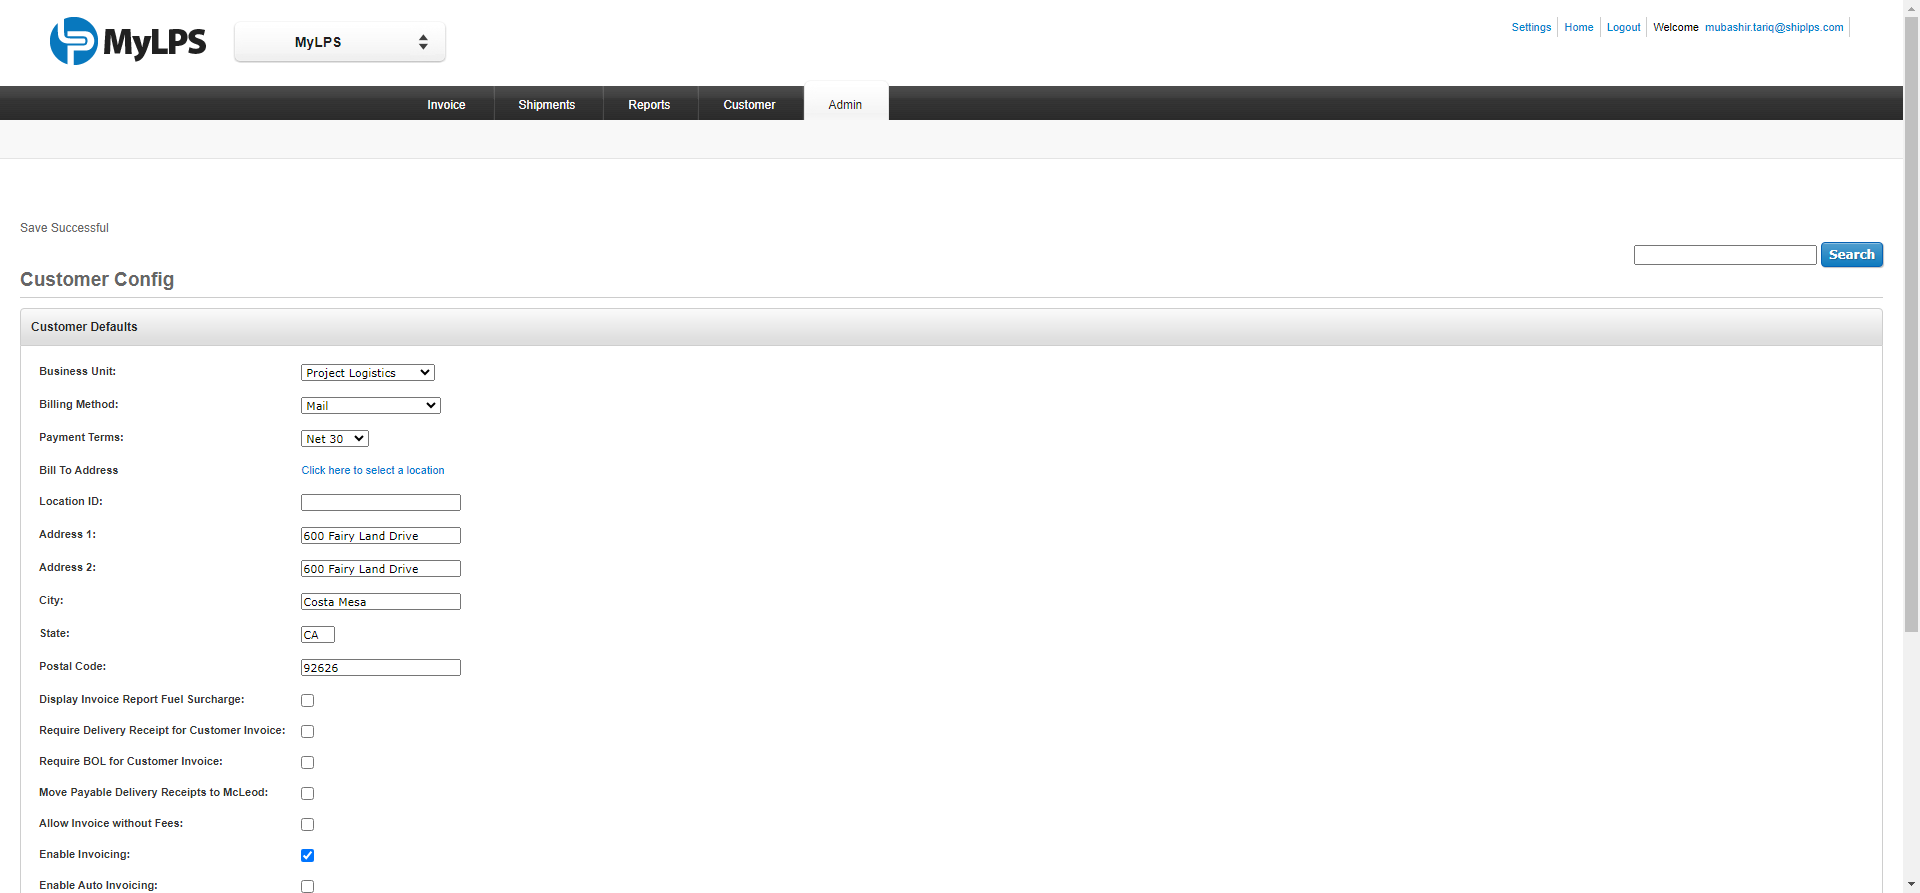 MyLPS
MyLPS
Settings Home Logout Welcome mubashir.tariq@shiplps.com
Invoice Shipments Reports Customer Admin
Save Successful
Search
Customer Config
Customer Defaults
Business Unit: Project Logistics
Billing Method: Mail
Payment Terms: Net 30
Bill To Address Click here to select a location
Location ID:
Address 1: 600 Fairy Land Drive
Address 2: 600 Fairy Land Drive
City: Costa Mesa
State: CA
Postal Code: 92626
Display Invoice Report Fuel Surcharge:
Require Delivery Receipt for Customer Invoice:
Require BOL for Customer Invoice:
Move Payable Delivery Receipts to McLeod:
Allow Invoice without Fees:
Enable Invoicing:
Enable Auto Invoicing: